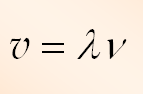 v = λν